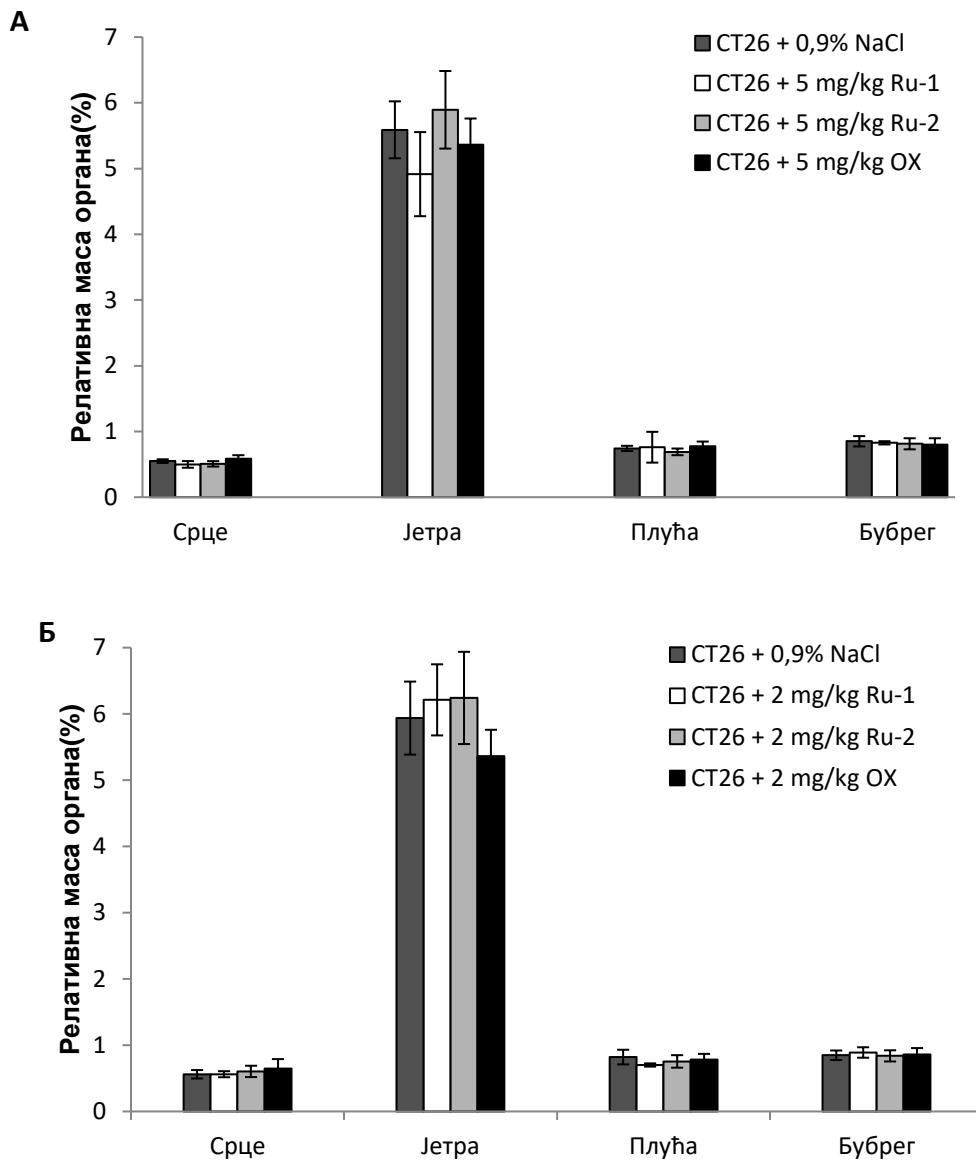 А
Релативна маса органа(%)
7
6
5
4
3
2
1
0
CT26 + 0,9% NaCl
CT26 + 5 mg/kg Ru-1
CT26 + 5 mg/kg Ru-2
CT26 + 5 mg/kg OX
Срце Јетра Плућа Бубрег
Б
Релативна маса органа(%)
7
6
5
4
3
2
1
0
CT26 + 0,9% NaCl
CT26 + 2 mg/kg Ru-1
CT26 + 2 mg/kg Ru-2
CT26 + 2 mg/kg OX
Срце Јетра Плућа Бубрег